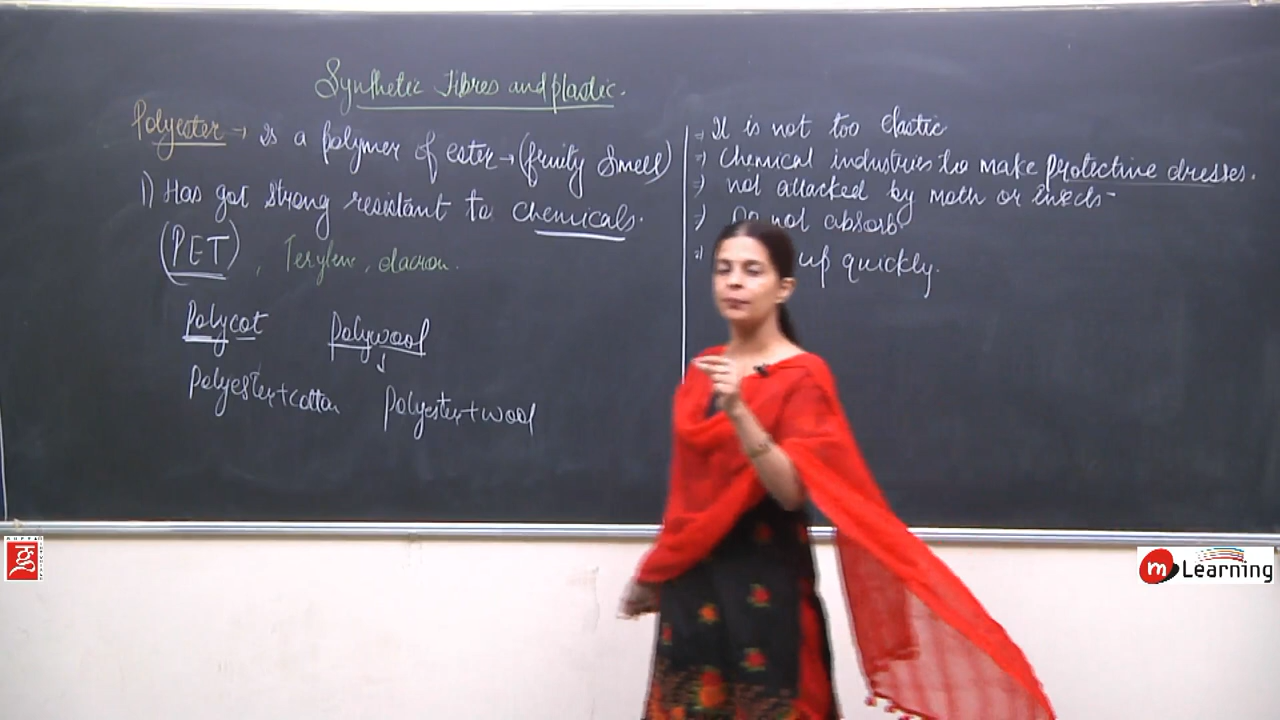 Synthetic Fibres and plastic.
Polyester → is a polymer of ester → (fruity smell)
1) Has got strong resistant to chemicals.
(PET), Terylene, dacron.
Polycot Polywool
↓
Polyester+cotton Polyester+wool
⇒ It is not too elastic
⇒ Chemical industries to make protective dresses.
⇒ not attacked by moth or insects-
⇒ Do not absorb
⇒ up quickly.
m Learning